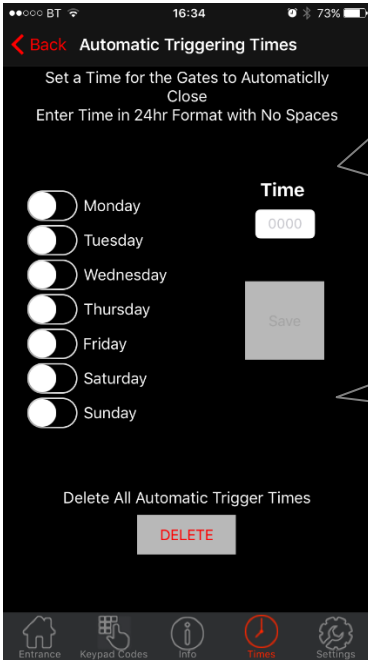 BT 16:34 73%
Back Automatic Triggering Times
Set a Time for the Gates to Automaticlly
Close
Enter Time in 24hr Format with No Spaces
Time
0000
Monday
Tuesday
Wednesday
Thursday
Friday
Saturday
Sunday
Save
Delete All Automatic Trigger Times
DELETE
Entrance Keypad Codes Info Times Settings